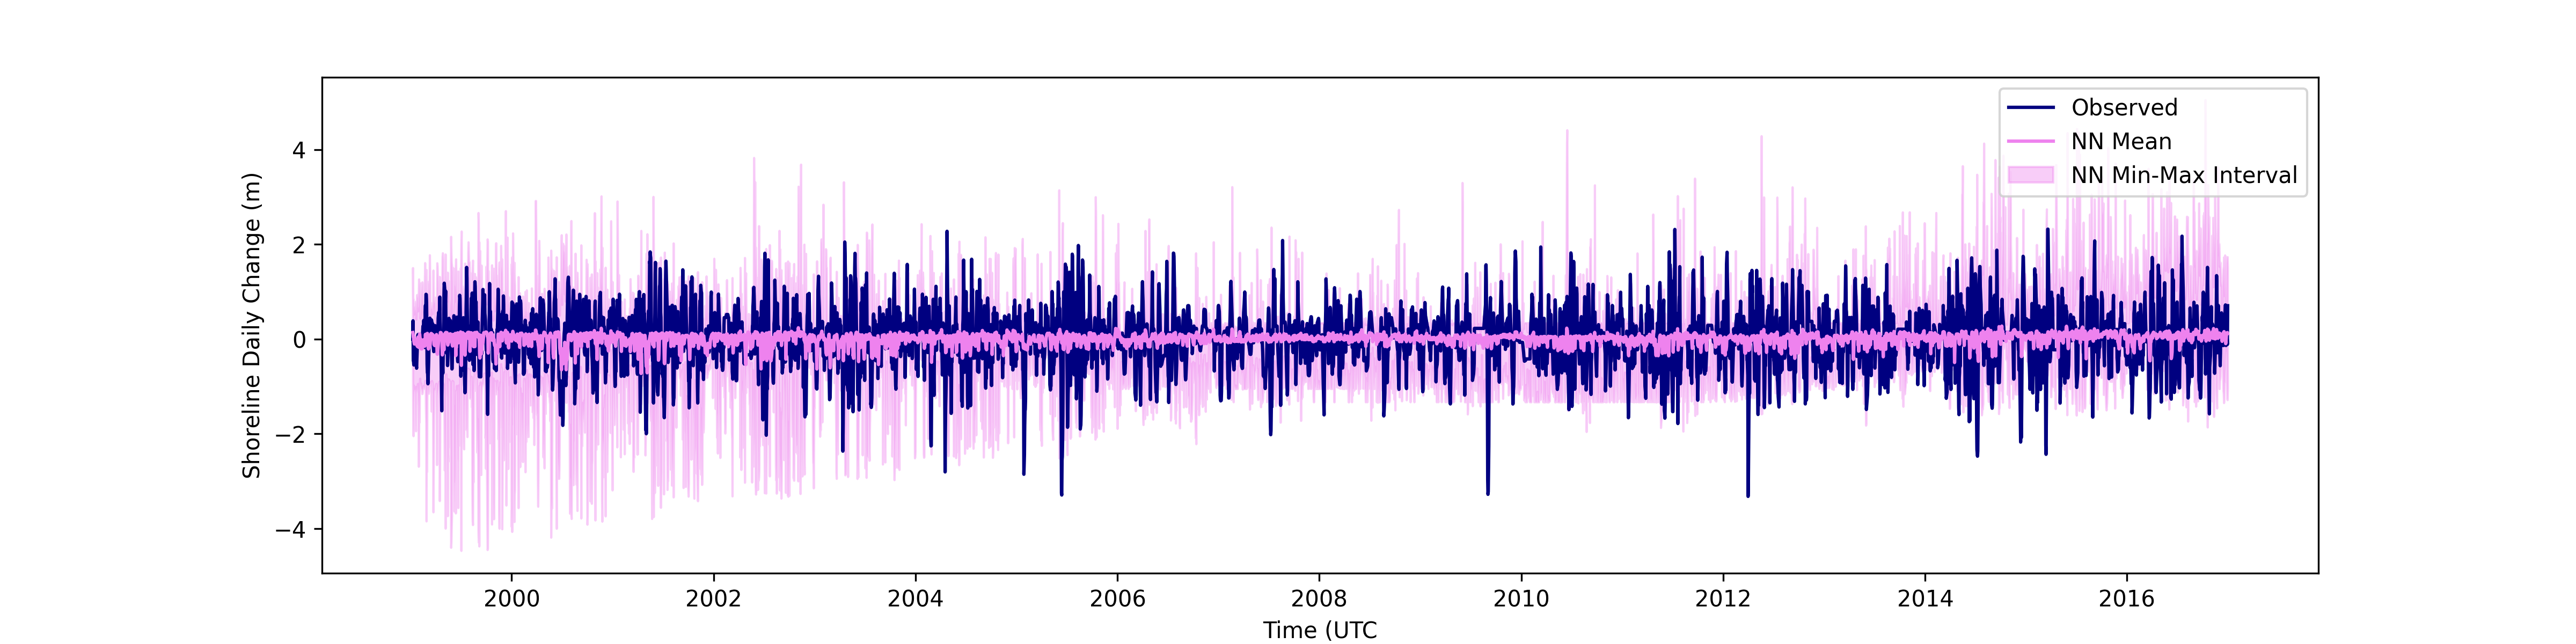 Observed
NN Mean
NN Min-Max Interval
Shoreline Daily Change (m)
4
2
0
−2
−4
2000 2002 2004 2006 2008 2010 2012 2014 2016
Time (UTC